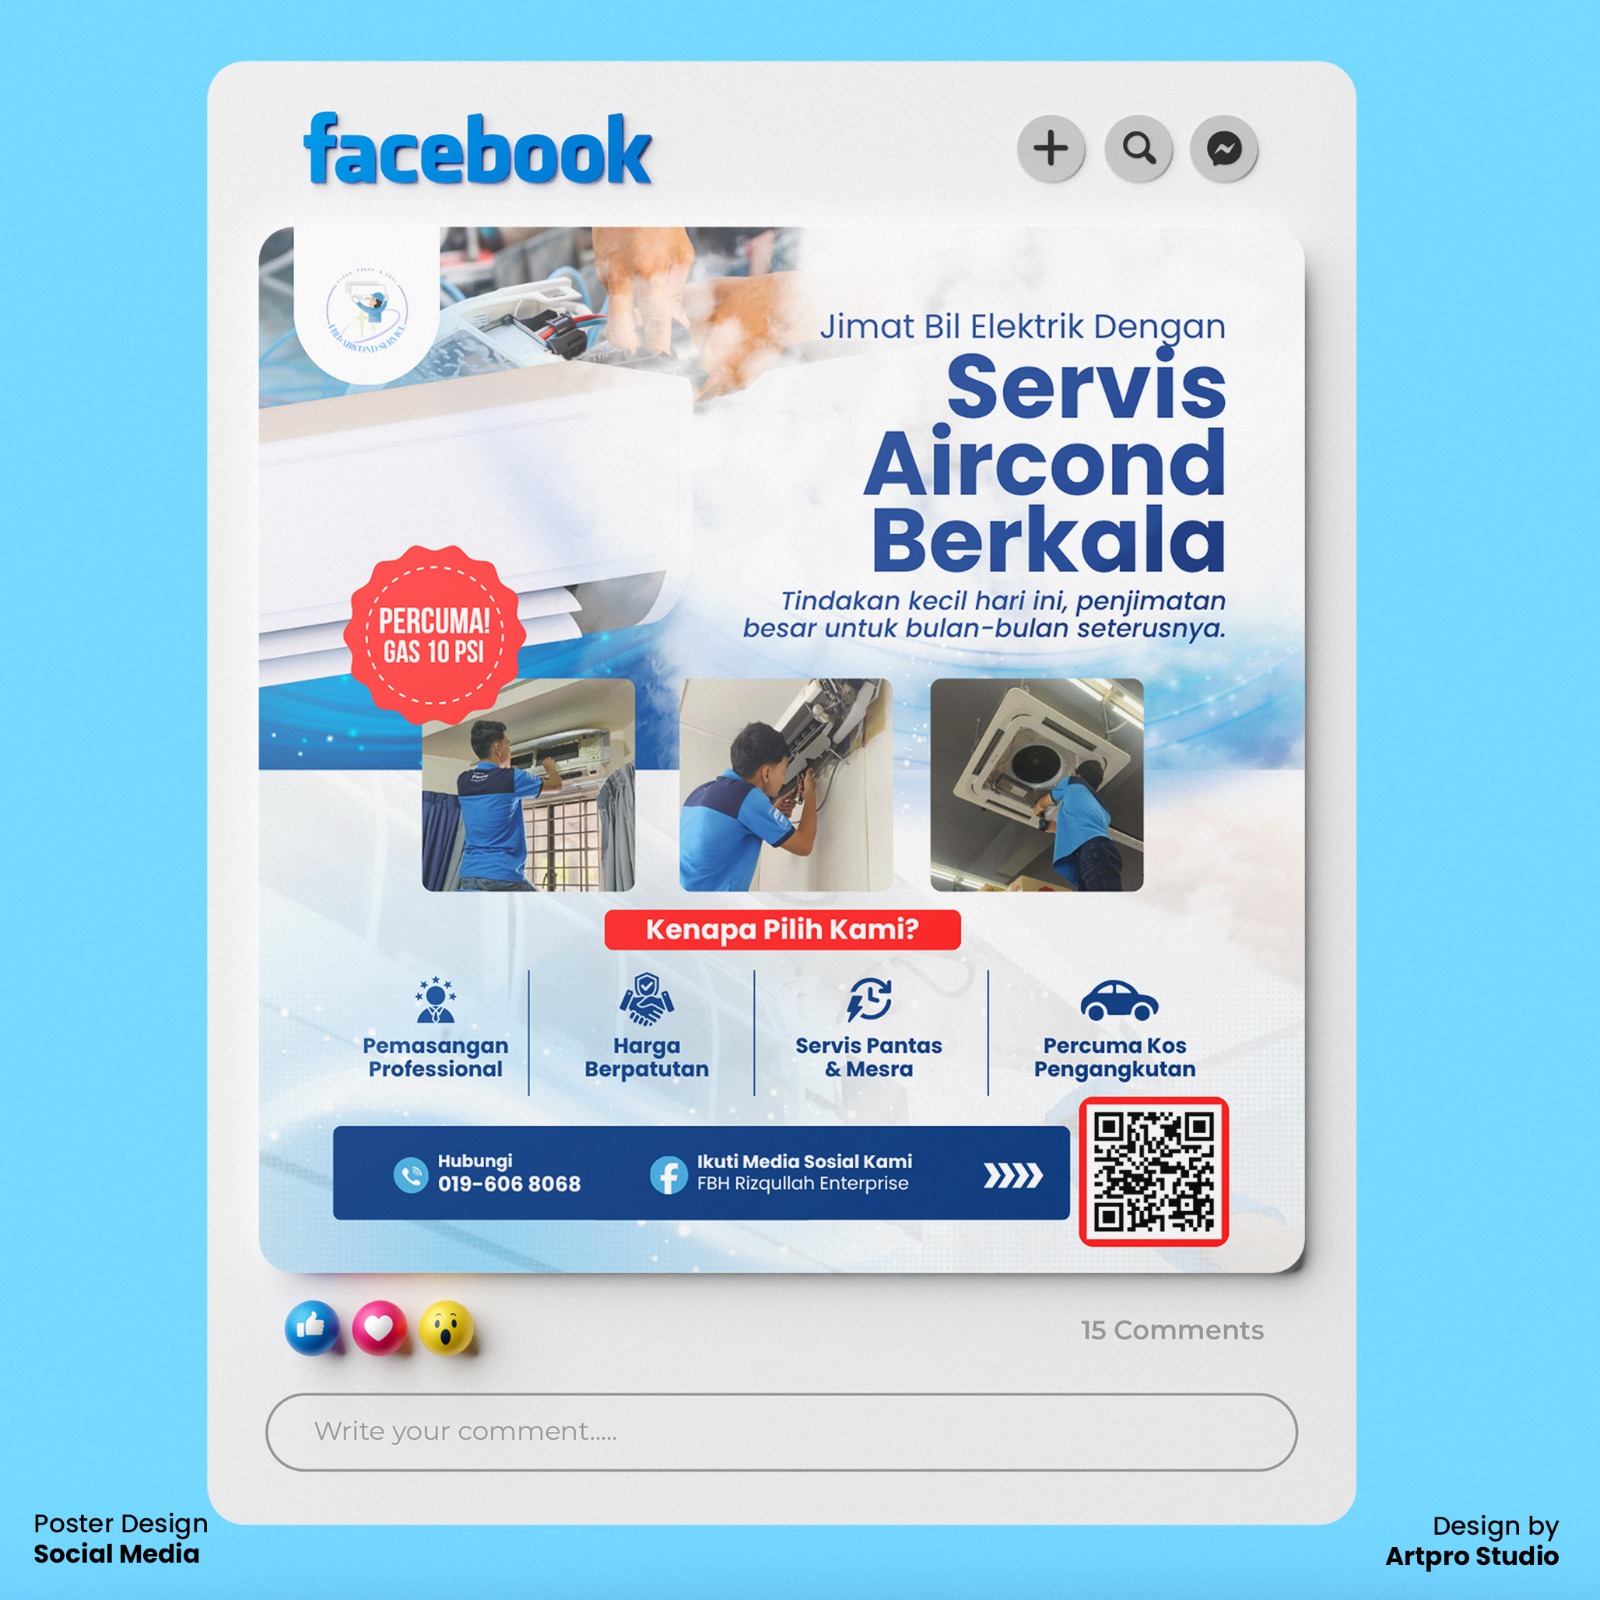 facebook
Jimat Bil Elektrik Dengan
Servis
Aircond
Berkala
Tindakan kecil hari ini, penjimatan
besar untuk bulan-bulan seterusnya.
PERCUMA!
GAS 10 PSI
Kenapa Pilih Kami?
Pemasangan
Professional
Harga
Berpatutan
Servis Pantas
& Mesra
Percuma Kos
Pengangkutan
Hubungi
019-606 8068
Ikuti Media Sosial Kami
FBH Rizqullah Enterprise
15 Comments
Write your comment.....
Poster Design
Social Media
Design by
Artpro Studio